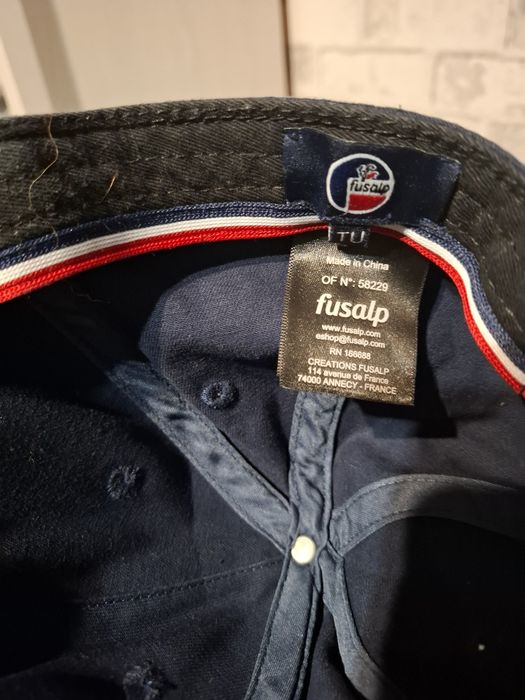 fusalp
TU
Made in China
OF N°: 58229
fusalp
www.fusalp.com
eshop@fusalp.com
RN 166688
CREATIONS FUSALP
114 avenue de France
74000 ANNECY - FRANCE